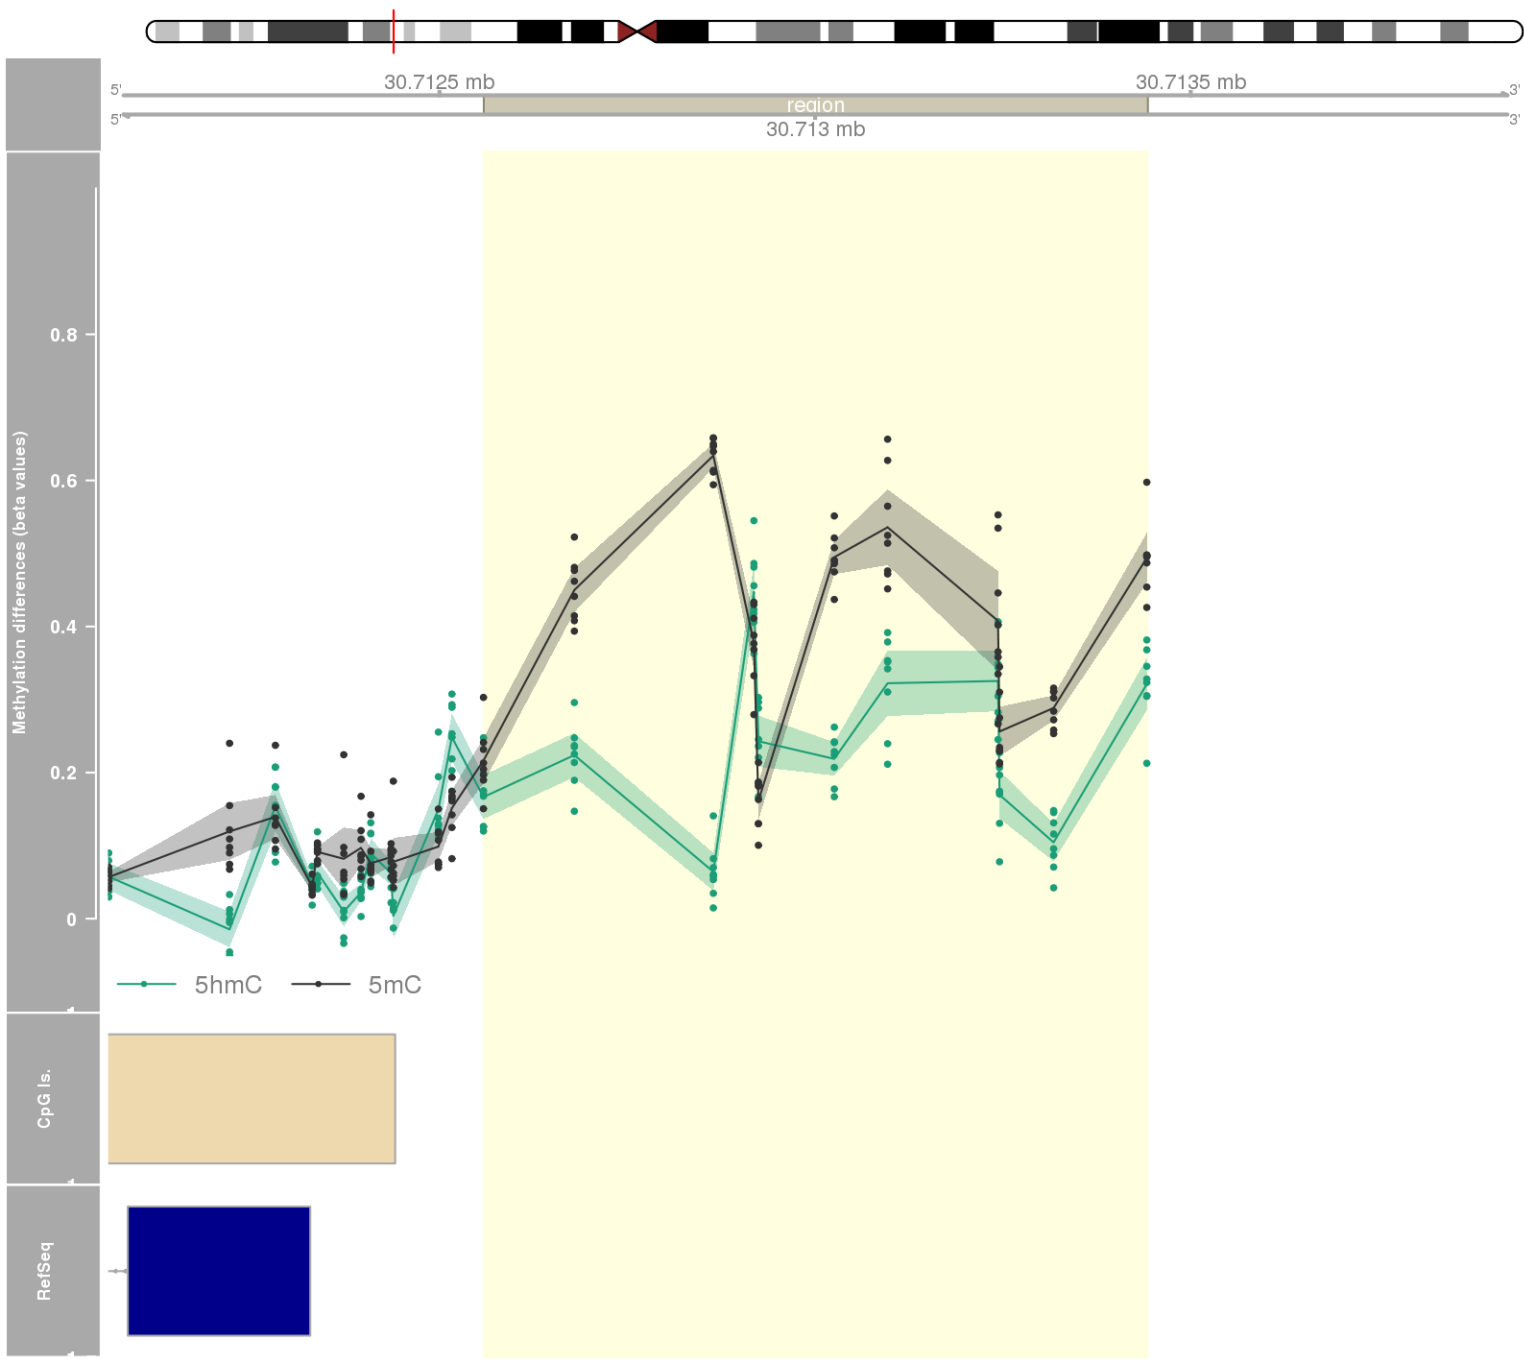 30.7125 mb
30.7135 mb
5'
3'
region
5'
3'
30.713 mb
Methylation differences (beta values)
0.8
0.6
0.4
0.2
0
5hmC
5mC
CpG Is.
RefSeq